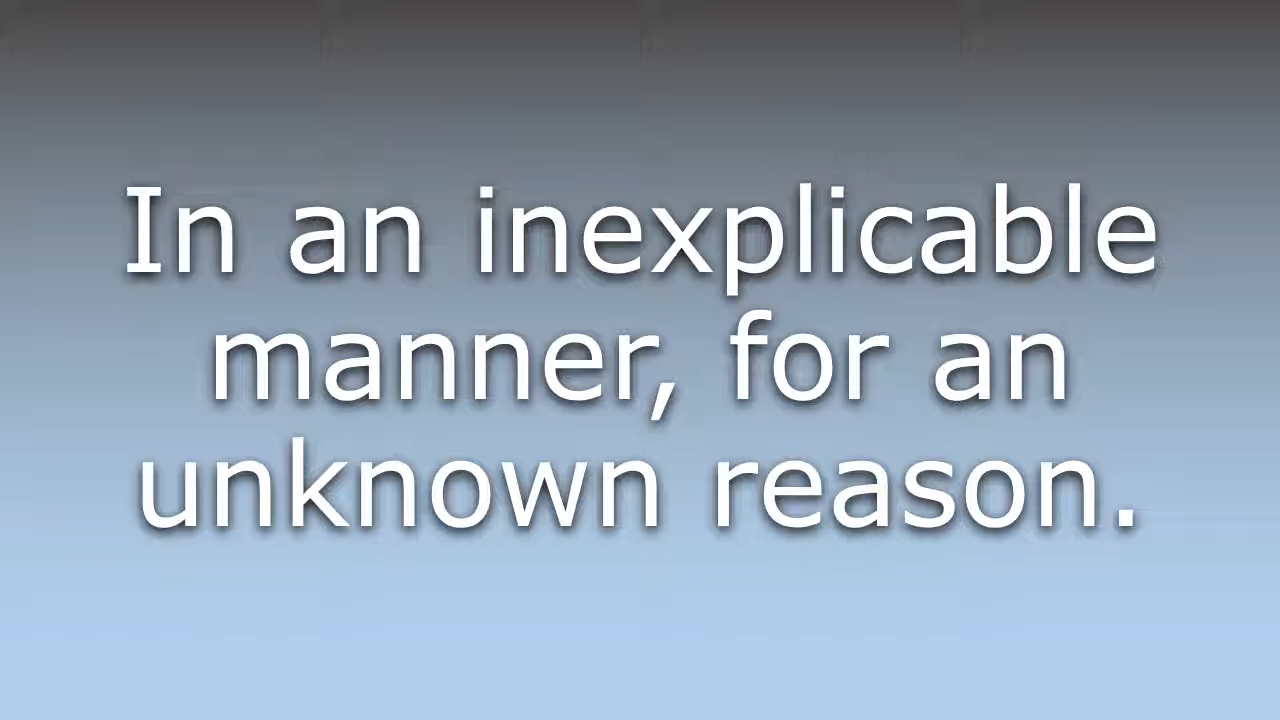 In an inexplicable
manner, for an
unknown reason.